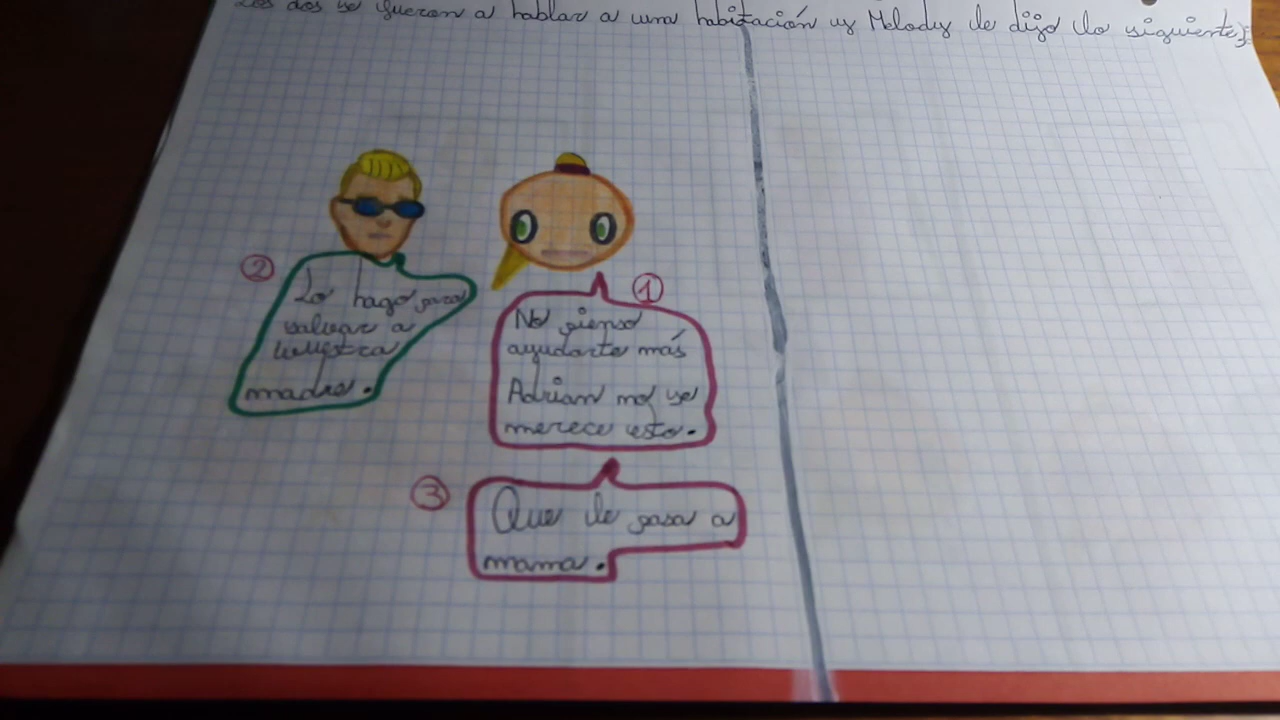 Los dos se fueron a hablar a una habitación y Melody le dijo lo siguiente:
1
No pienso
ayudarte más
Adrian no se
merece esto.
2
Lo hago para
salvar a
nuestra
madre.
3
Que le pasa a
mama.